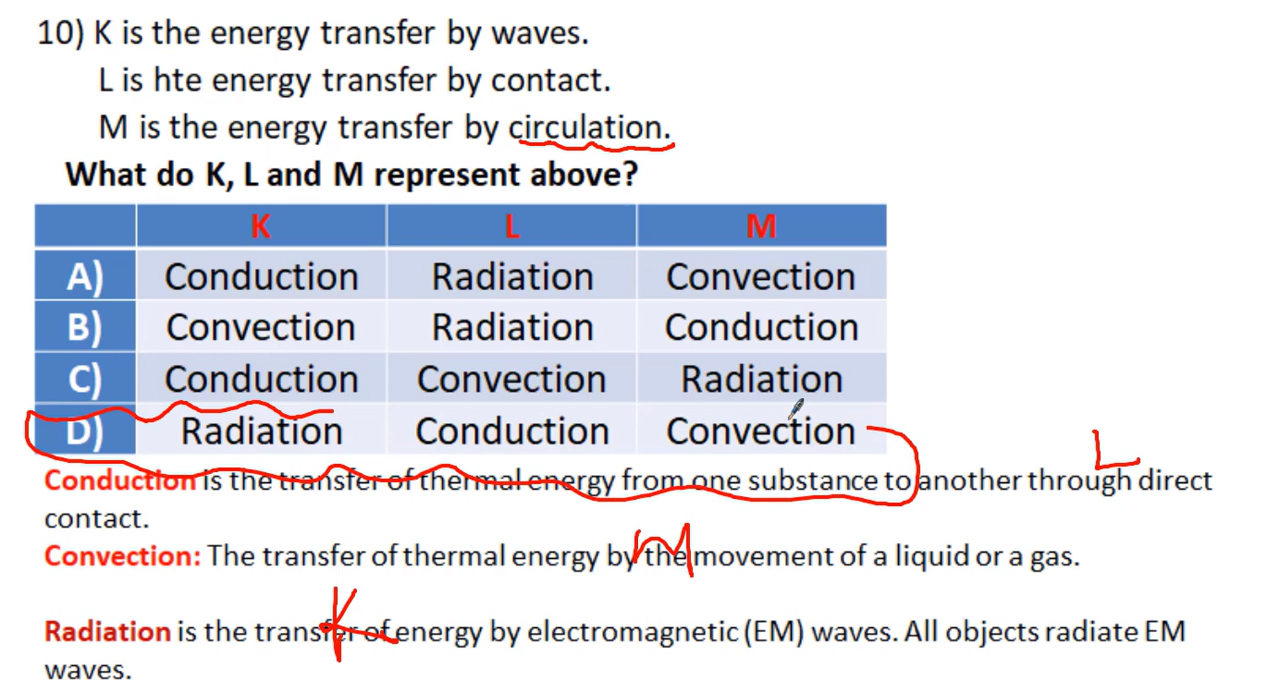 10) K is the energy transfer by waves.
L is hte energy transfer by contact.
M is the energy transfer by circulation.
What do K, L and M represent above?
K L M
A) Conduction Radiation Convection
B) Convection Radiation Conduction
C) Conduction Convection Radiation
D) Radiation Conduction Convection
L
Conduction is the transfer of thermal energy from one substance to another through direct
contact.
M
Convection: The transfer of thermal energy by the movement of a liquid or a gas.
K
Radiation is the transfer of energy by electromagnetic (EM) waves. All objects radiate EM
waves.